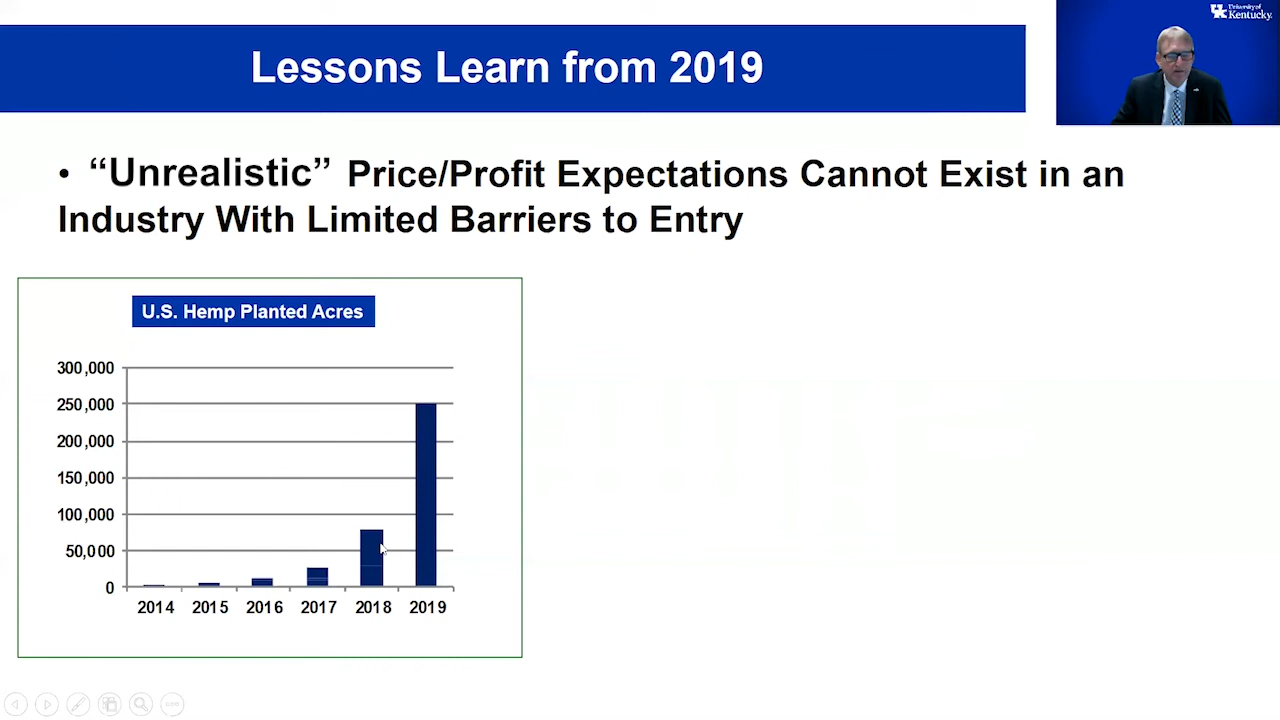 Lessons Learn from 2019
University of
Kentucky
• “Unrealistic” Price/Profit Expectations Cannot Exist in an
Industry With Limited Barriers to Entry
U.S. Hemp Planted Acres
300,000
250,000
200,000
150,000
100,000
50,000
0
2014 2015 2016 2017 2018 2019